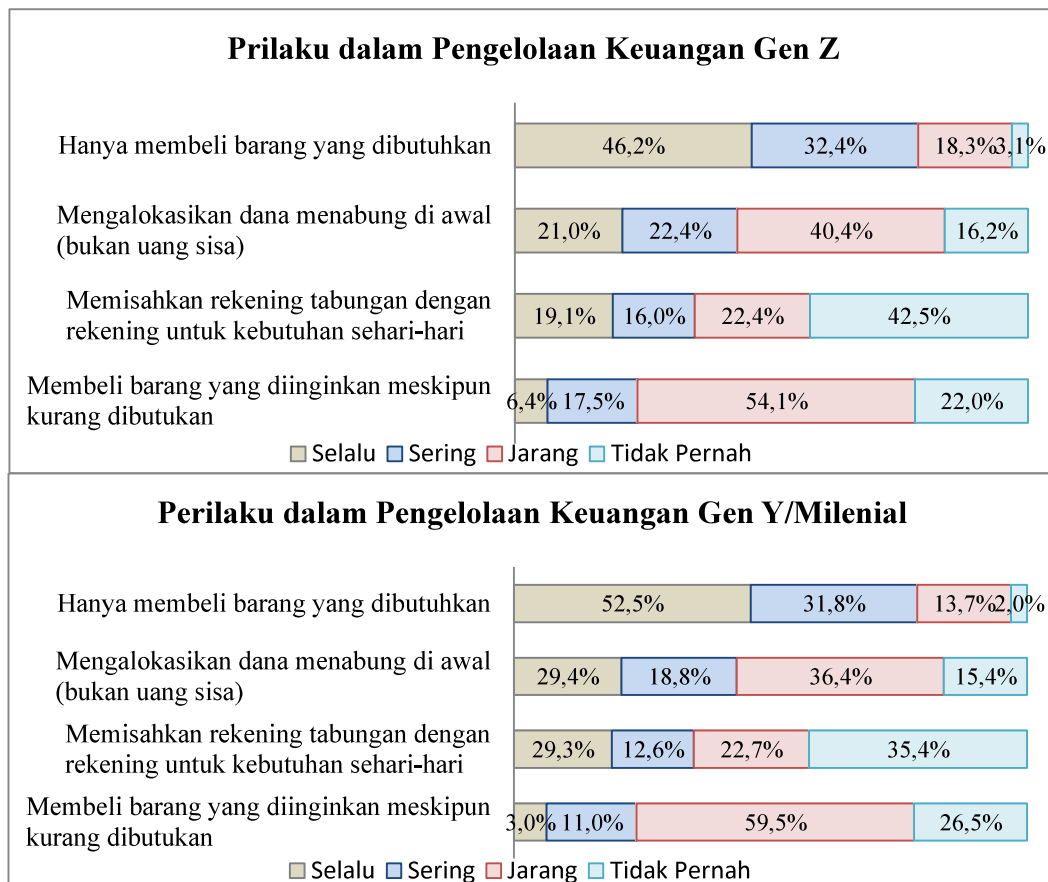 Prilaku dalam Pengelolaan Keuangan Gen Z
Hanya membeli barang yang dibutuhkan
46,2% 32,4% 18,3% 3,1%
Mengalokasikan dana menabung di awal
(bukan uang sisa)
21,0% 22,4% 40,4% 16,2%
Memisahkan rekening tabungan dengan
rekening untuk kebutuhan sehari-hari
19,1% 16,0% 22,4% 42,5%
Membeli barang yang diinginkan meskipun
kurang dibutukan
6,4% 17,5% 54,1% 22,0%
Selalu Sering Jarang Tidak Pernah
Perilaku dalam Pengelolaan Keuangan Gen Y/Milenial
Hanya membeli barang yang dibutuhkan
52,5% 31,8% 13,7% 2,0%
Mengalokasikan dana menabung di awal
(bukan uang sisa)
29,4% 18,8% 36,4% 15,4%
Memisahkan rekening tabungan dengan
rekening untuk kebutuhan sehari-hari
29,3% 12,6% 22,7% 35,4%
Membeli barang yang diinginkan meskipun
kurang dibutukan
3,0% 11,0% 59,5% 26,5%
Selalu Sering Jarang Tidak Pernah